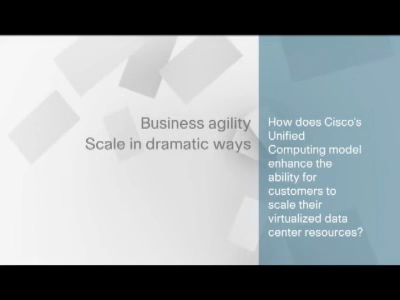 Business agility
Scale in dramatic ways
How does Cisco's
Unified
Computing model
enhance the
ability for
customers to
scale their
virtualized data
center resources?